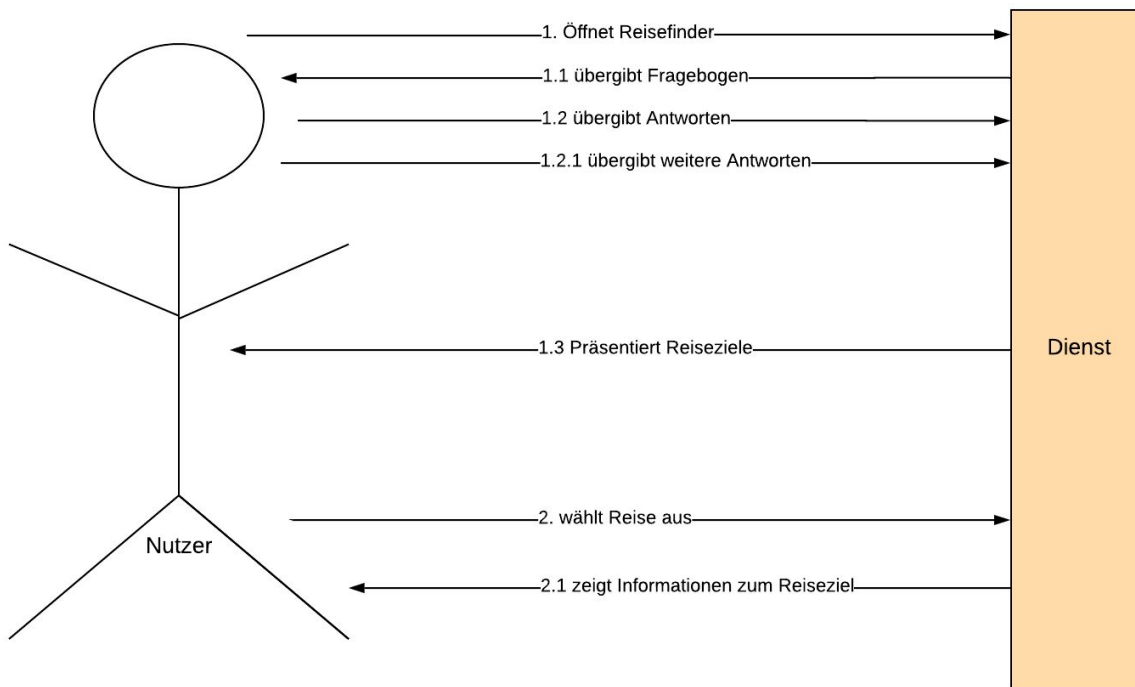 1. Öffnet Reisefinder
1.1 übergibt Fragebogen
1.2 übergibt Antworten
1.2.1 übergibt weitere Antworten
1.3 Präsentiert Reiseziele
Dienst
2. wählt Reise aus
Nutzer
2.1 zeigt Informationen zum Reiseziel